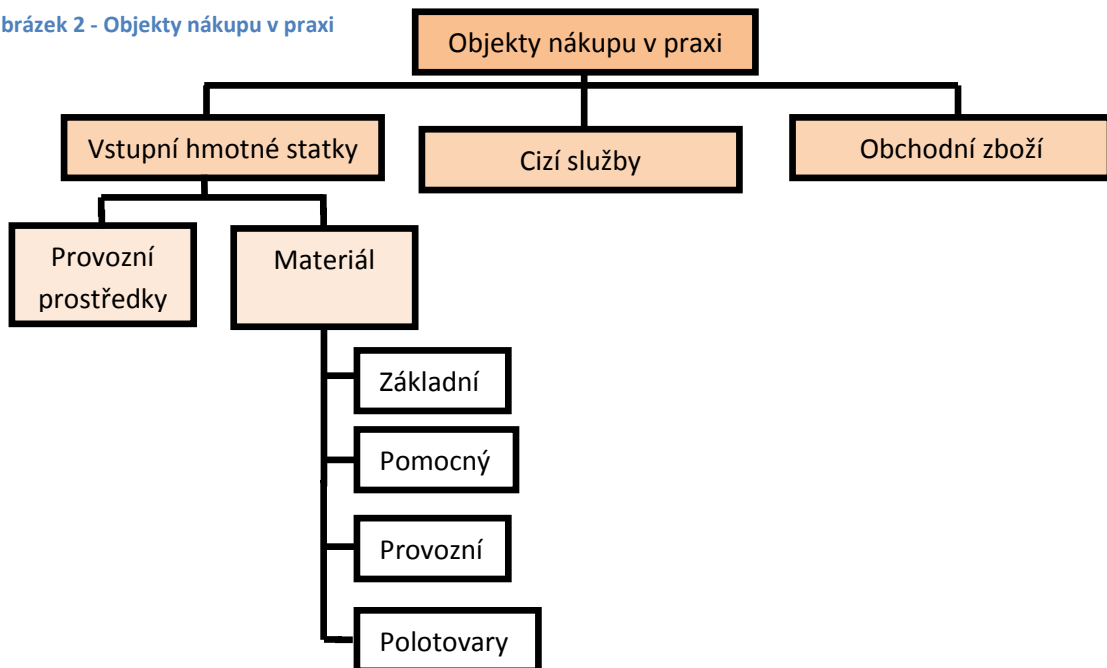 brázek 2 - Objekty nákupu v praxi
Objekty nákupu v praxi
Vstupní hmotné statky
Cizí služby
Obchodní zboží
Provozní
prostředky
Materiál
Základní
Pomocný
Provozní
Polotovary